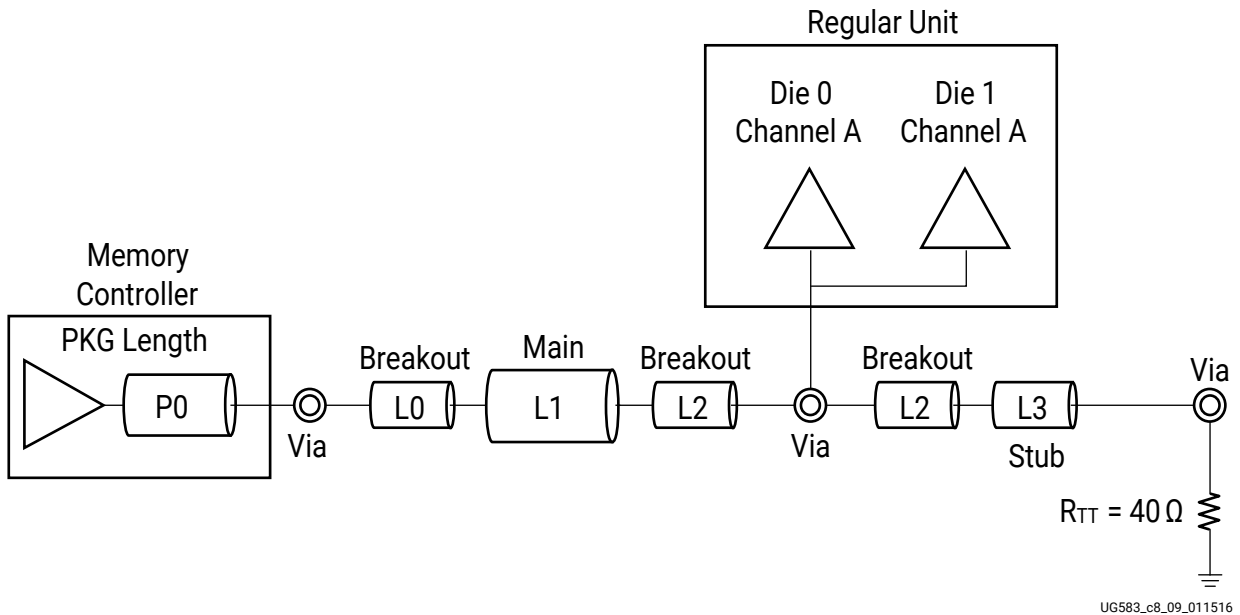 Regular Unit
Die 0
Channel A
Die 1
Channel A
Memory
Controller
PKG Length
P0
Via
Breakout
L0
Main
L1
Breakout
L2
Via
Breakout
L2
L3
Stub
Via
RTT = 40 Ω
UG583_c8_09_011516